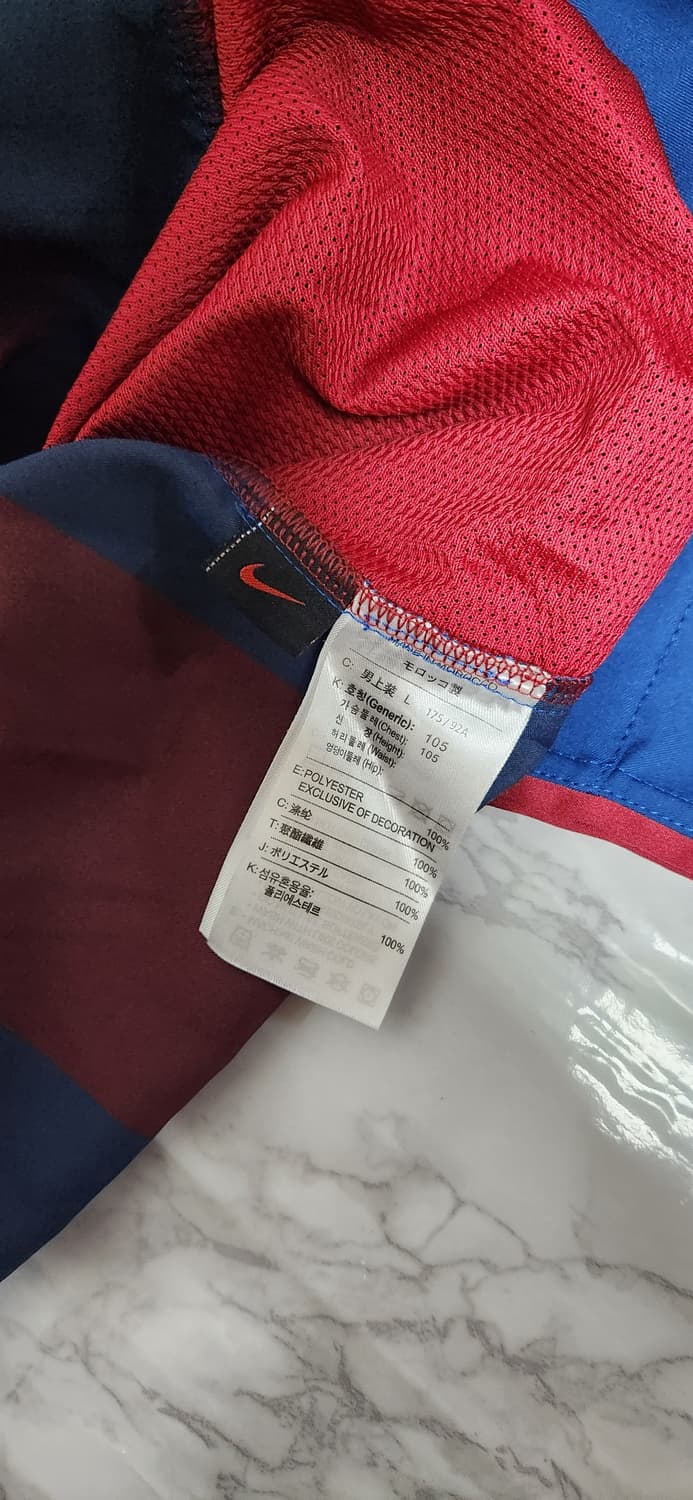 MADE IN MOROCCO
モロッコ製
C: 男上装 L 175/92A
K: 호칭(Generic): 105
가슴둘레(Chest): 105
신 장(Height):
허리둘레(Waist):
엉덩이둘레(Hip):
E:POLYESTER 100%
EXCLUSIVE OF DECORATION
C: 涤纶 100%
T: 聚酯纖維 100%
J: ポリエステル 100%
K: 섬유혼용율:
폴리에스테르 100%